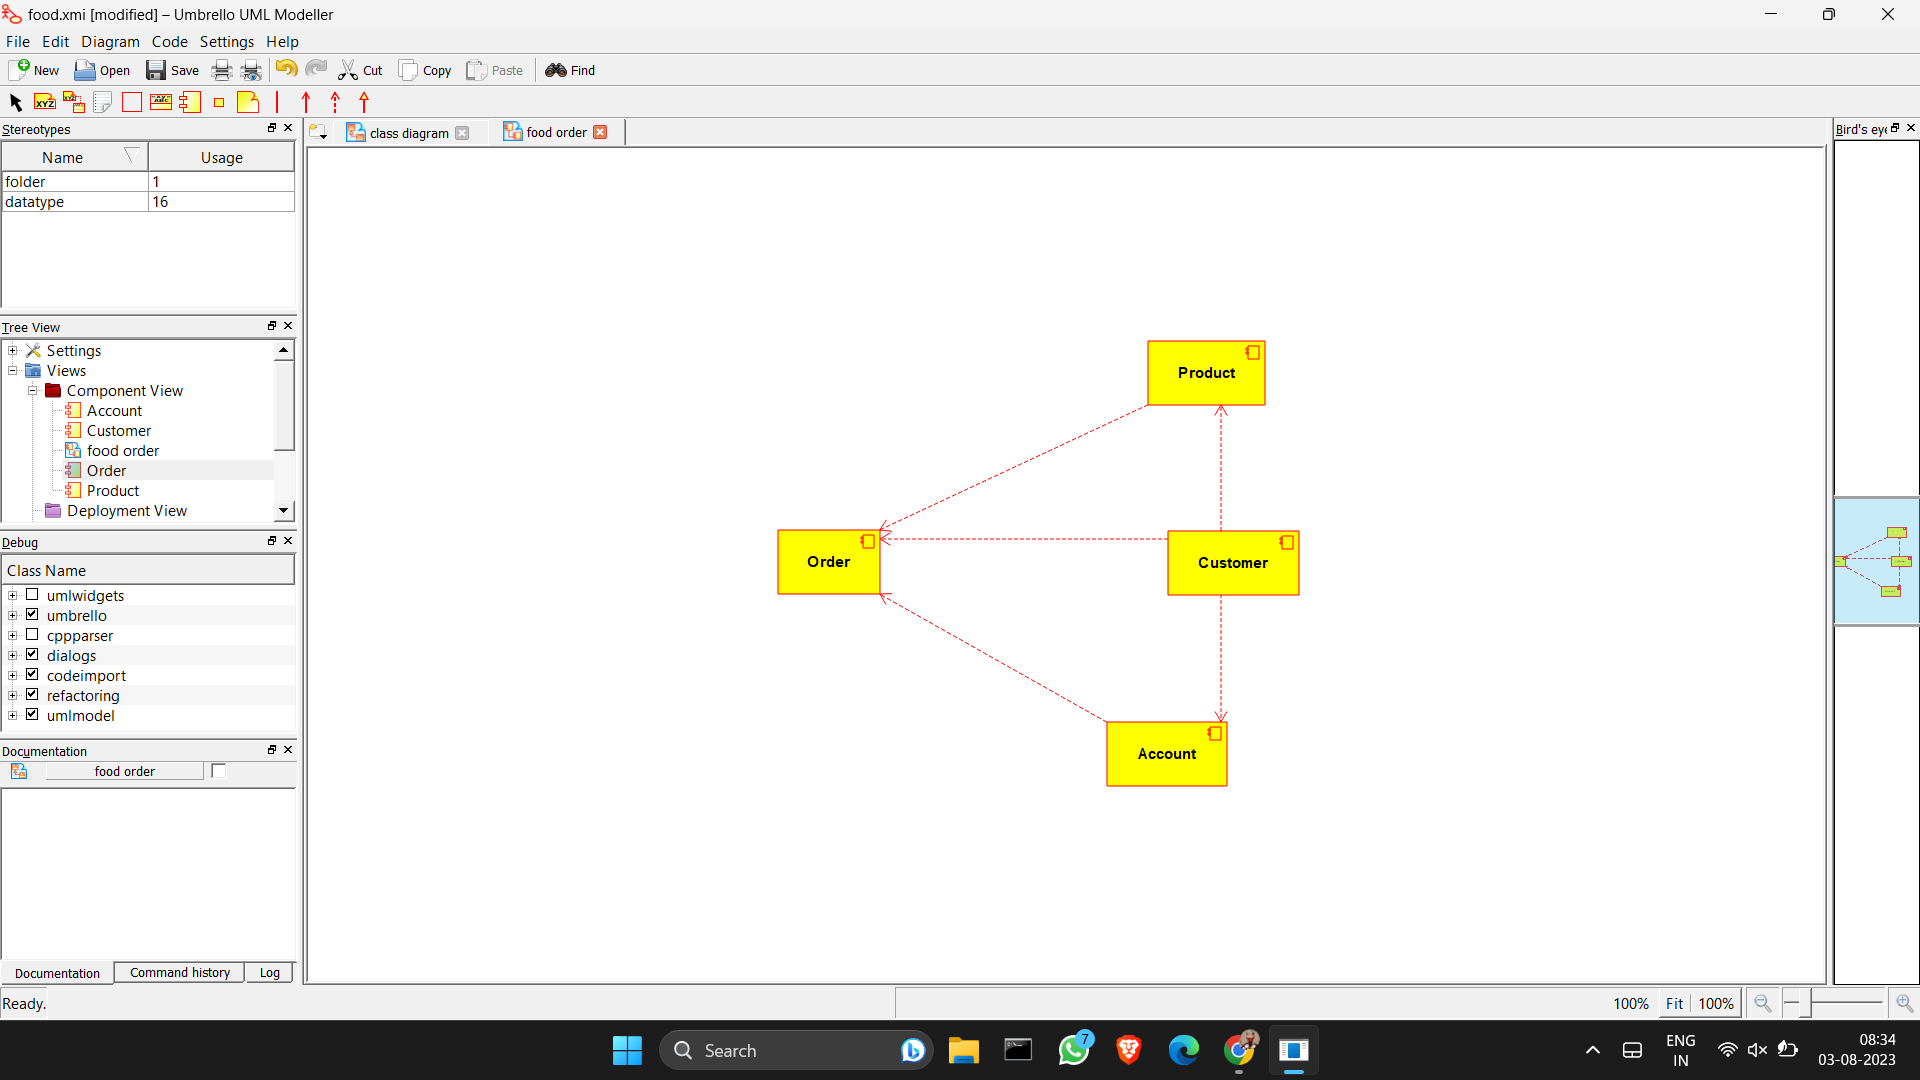 food.xmi [modified] – Umbrello UML Modeller
File Edit Diagram Code Settings Help
New Open Save Cut Copy Paste Find
XYZ XYZ ABC
Stereotypes
Name Usage
folder 1
datatype 16
Tree View
Settings
Views
Component View
Account
Customer
food order
Order
Product
Deployment View
Debug
Class Name
umlwidgets
umbrello
cppparser
dialogs
codeimport
refactoring
umlmodel
Documentation
food order
Documentation Command history Log
class diagram food order
Product
Order
Customer
Account
Bird's eye
Ready.
100% Fit 100%
Search
7
ENG
IN
08:34
03-08-2023